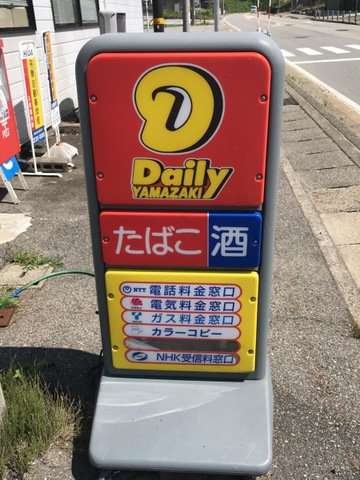 Daily
YAMAZAKI
たばこ 酒
NTT 電話料金窓口
電気料金窓口
ガス料金窓口
カラーコピー
NHK受信料窓口